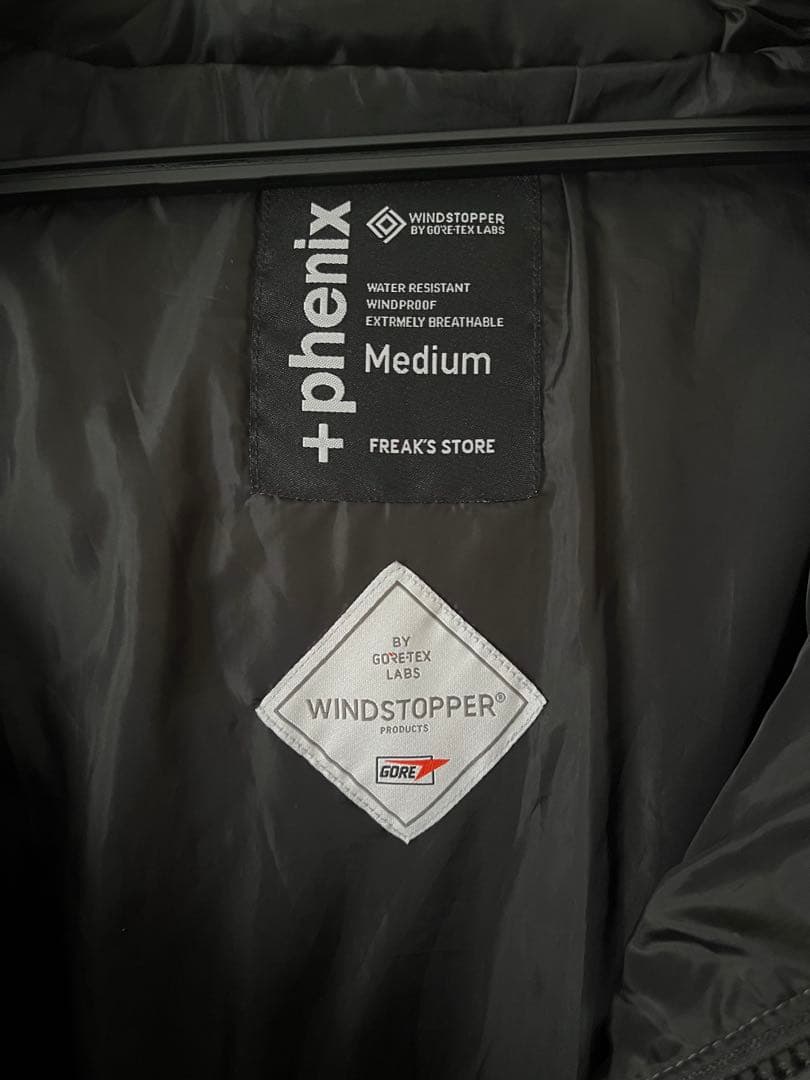 +phenix
WINDSTOPPER
BY GORE-TEX LABS
WATER RESISTANT
WINDPROOF
EXTRMELY BREATHABLE
Medium
FREAK'S STORE
BY
GORE-TEX
LABS
WINDSTOPPER®
PRODUCTS
GORE